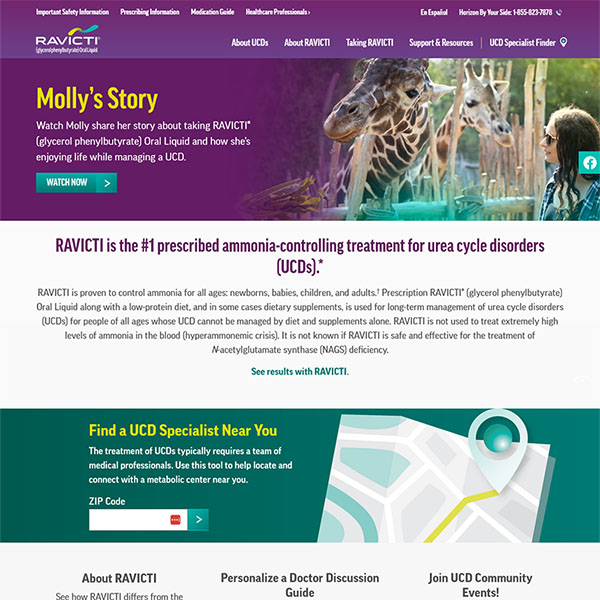 Important Safety Information Prescribing Information Medication Guide Healthcare Professionals › En Español Horizon By Your Side: 1-855-823-7878
RAVICTI®
(glycerol phenylbutyrate) Oral Liquid
About UCDs About RAVICTI Taking RAVICTI Support & Resources UCD Specialist Finder
Molly's Story
Watch Molly share her story about taking RAVICTI®
(glycerol phenylbutyrate) Oral Liquid and how she's
enjoying life while managing a UCD.
WATCH NOW >
RAVICTI is the #1 prescribed ammonia-controlling treatment for urea cycle disorders
(UCDs).*
RAVICTI is proven to control ammonia for all ages: newborns, babies, children, and adults.† Prescription RAVICTI® (glycerol phenylbutyrate)
Oral Liquid along with a low-protein diet, and in some cases dietary supplements, is used for long-term management of urea cycle disorders
(UCDs) for people of all ages whose UCD cannot be managed by diet and supplements alone. RAVICTI is not used to treat extremely high
levels of ammonia in the blood (hyperammonemic crisis). It is not known if RAVICTI is safe and effective for the treatment of
N-acetylglutamate synthase (NAGS) deficiency.
See results with RAVICTI.
Find a UCD Specialist Near You
The treatment of UCDs typically requires a team of
medical professionals. Use this tool to help locate and
connect with a metabolic center near you.
ZIP Code
>
About RAVICTI Personalize a Doctor Discussion Join UCD Community
Guide Events!
See how RAVICTI differs from the